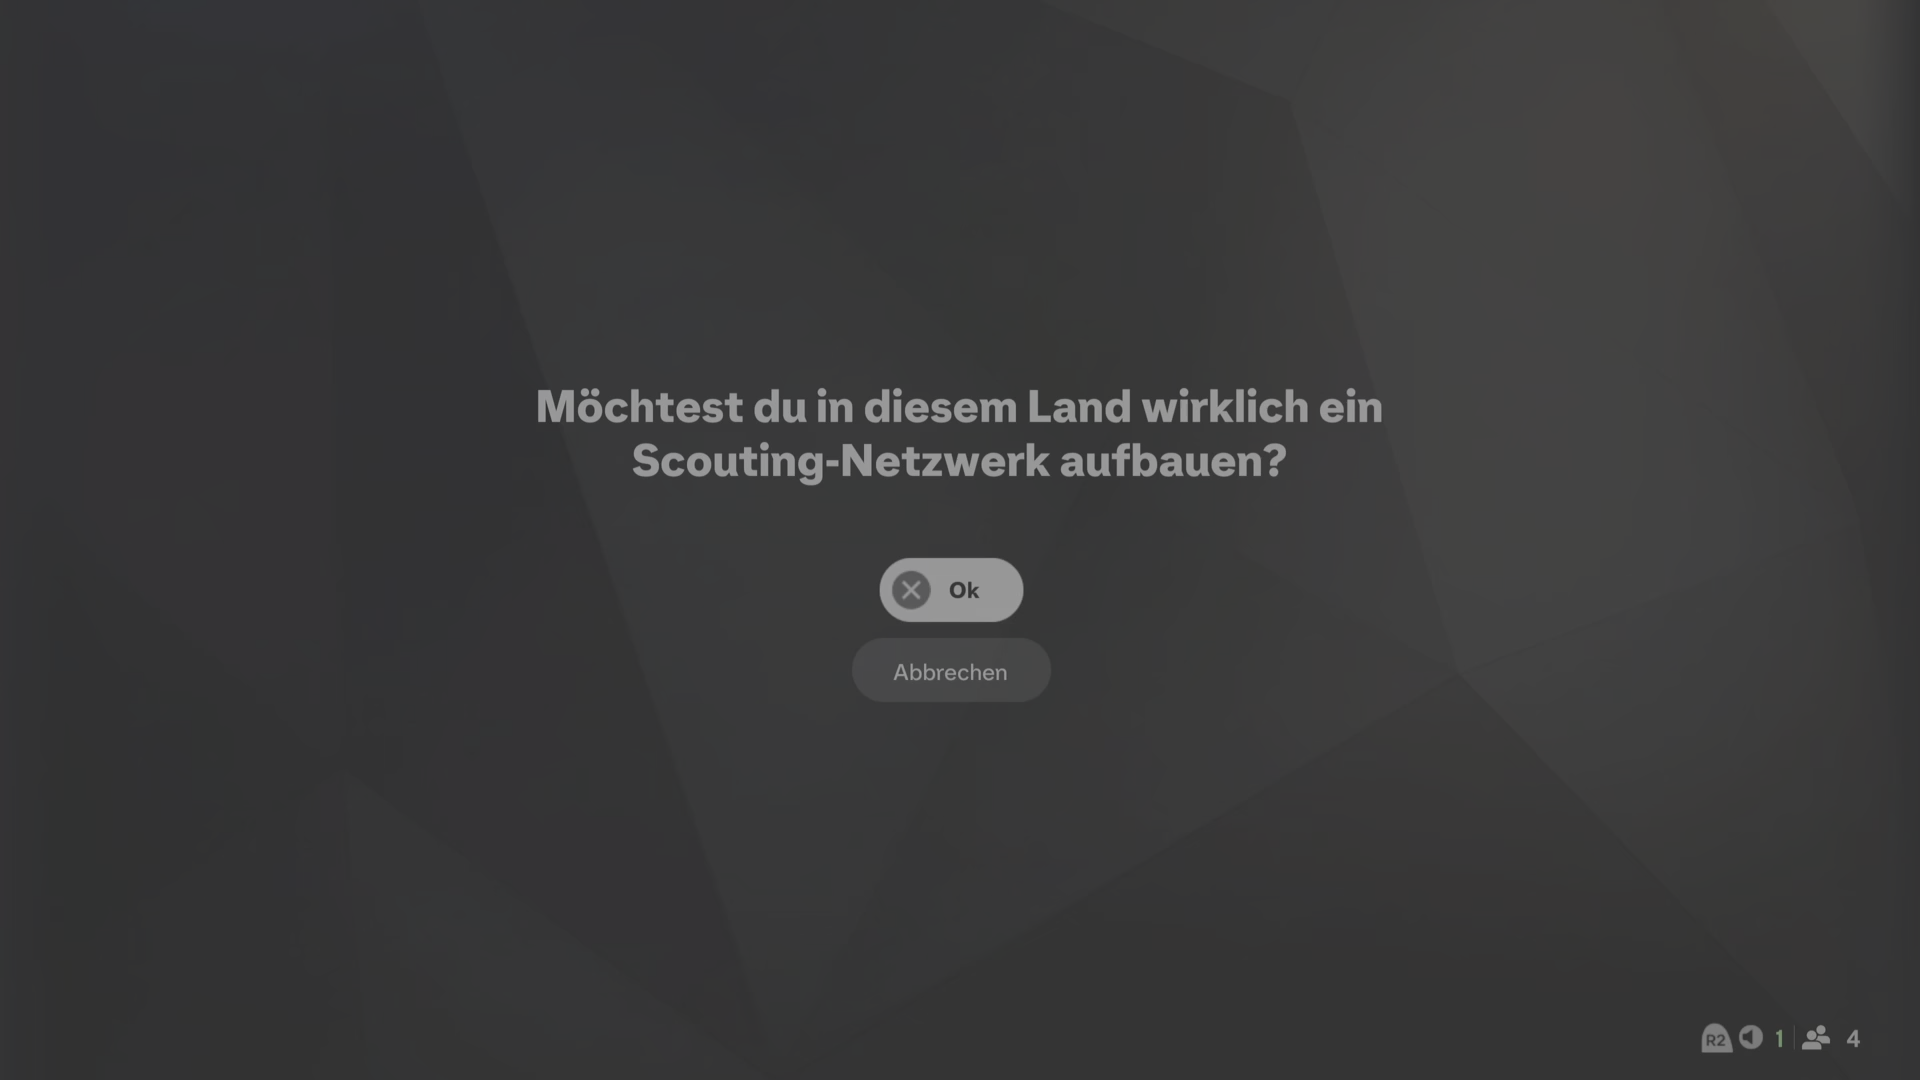 Möchtest du in diesem Land wirklich ein
Scouting-Netzwerk aufbauen?
Ok
Abbrechen
R2 1 4